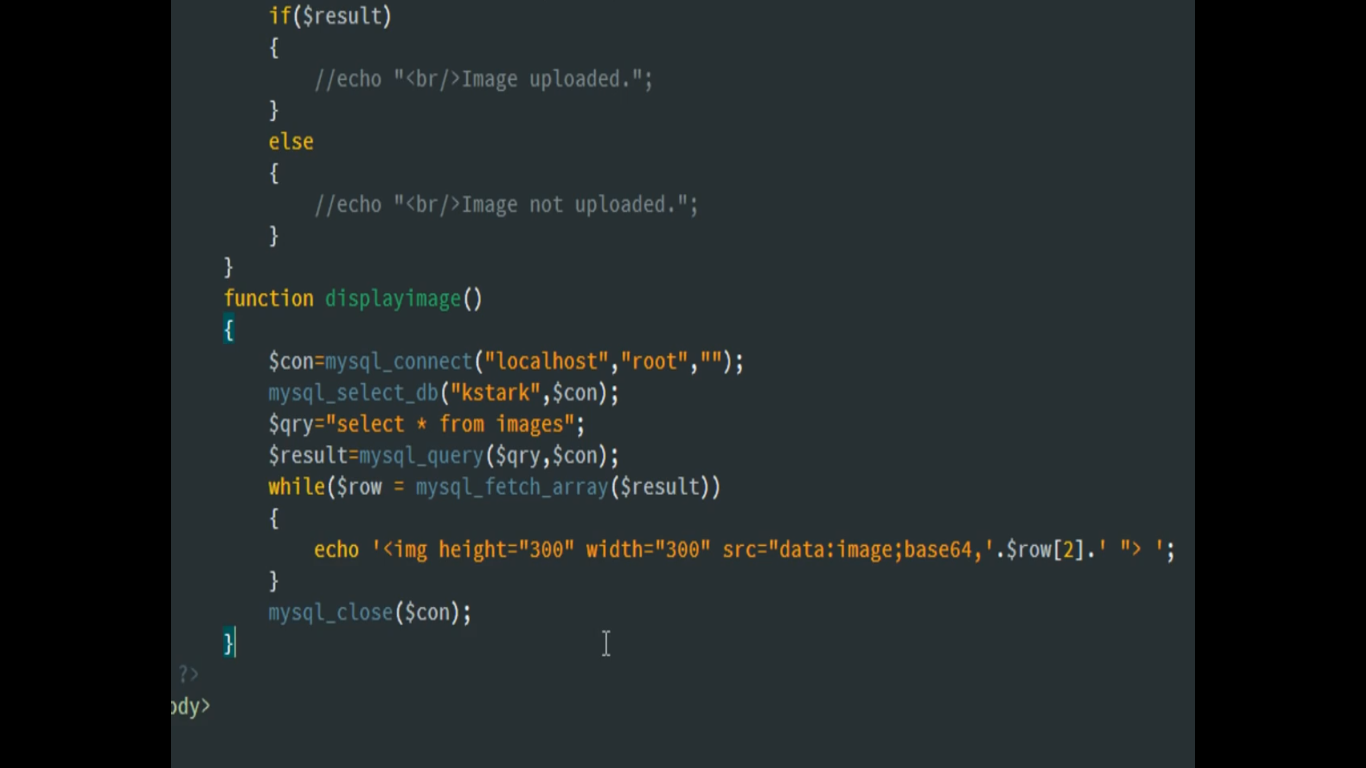 if($result)
{
//echo "<br/>Image uploaded.";
}
else
{
//echo "<br/>Image not uploaded.";
}
}
function displayimage()
{
$con=mysql_connect("localhost","root","");
mysql_select_db("kstark",$con);
$qry="select * from images";
$result=mysql_query($qry,$con);
while($row = mysql_fetch_array($result))
{
echo '<img height="300" width="300" src="data:image;base64,'.$row[2].' "> ';
}
mysql_close($con);
}
?>
ody>